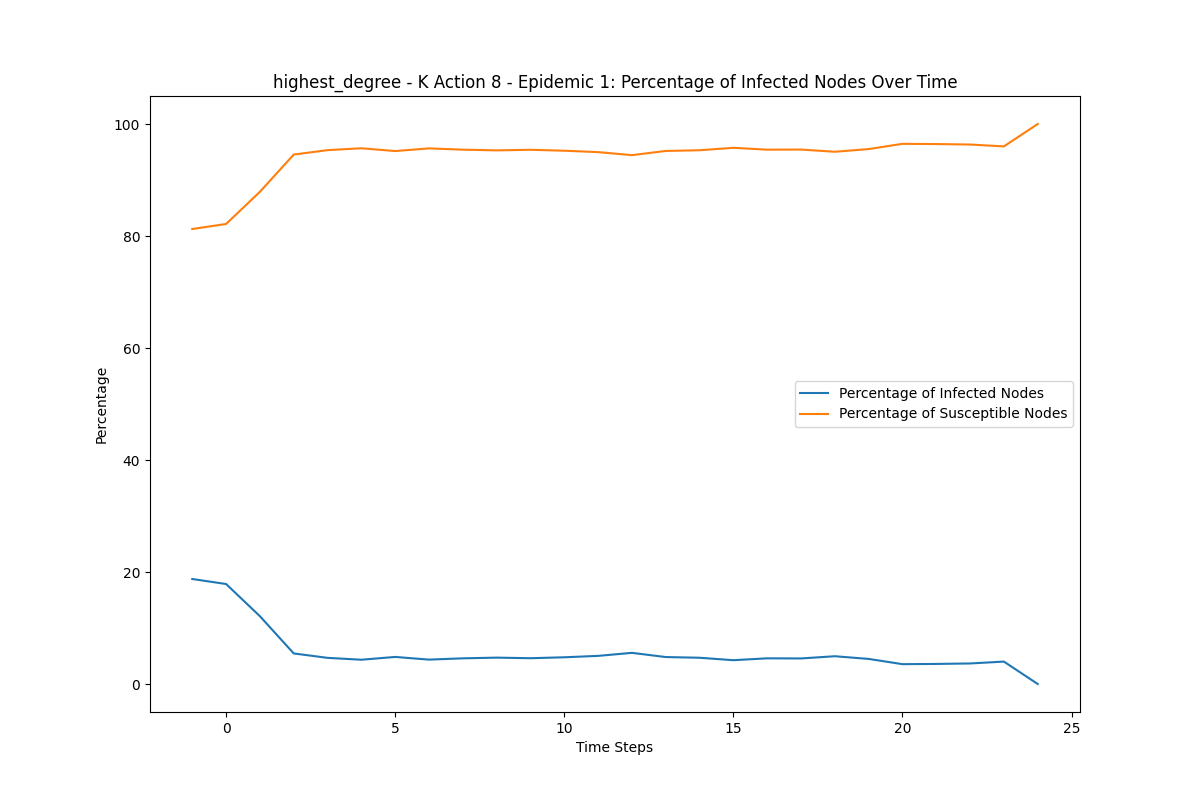 highest_degree - K Action 8 - Epidemic 1: Percentage of Infected Nodes Over Time
100
80
60
40
20
0
Percentage
Percentage of Infected Nodes
Percentage of Susceptible Nodes
0 5 10 15 20 25
Time Steps